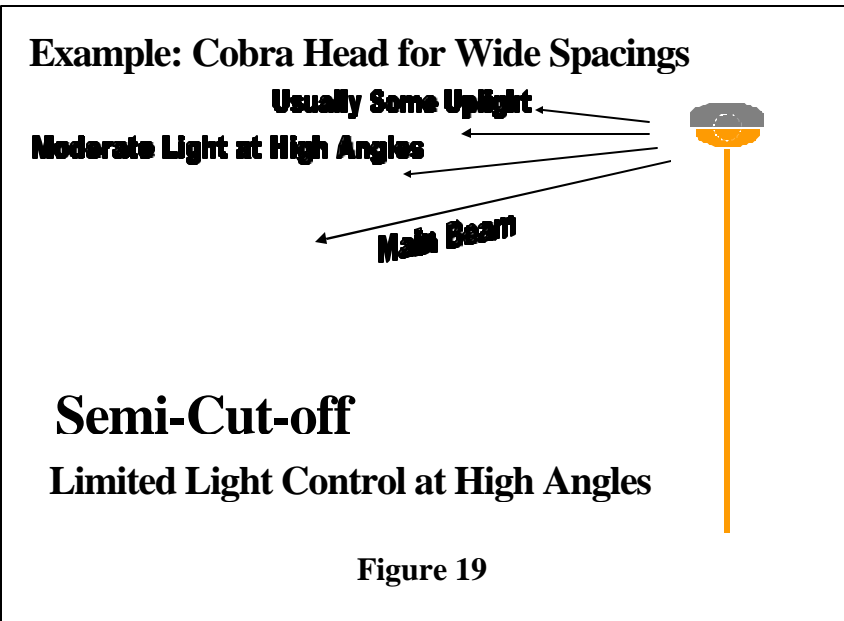 Example: Cobra Head for Wide Spacings
Usually Some Uplight
Moderate Light at High Angles
Main Beam
Semi-Cut-off
Limited Light Control at High Angles
Figure 19